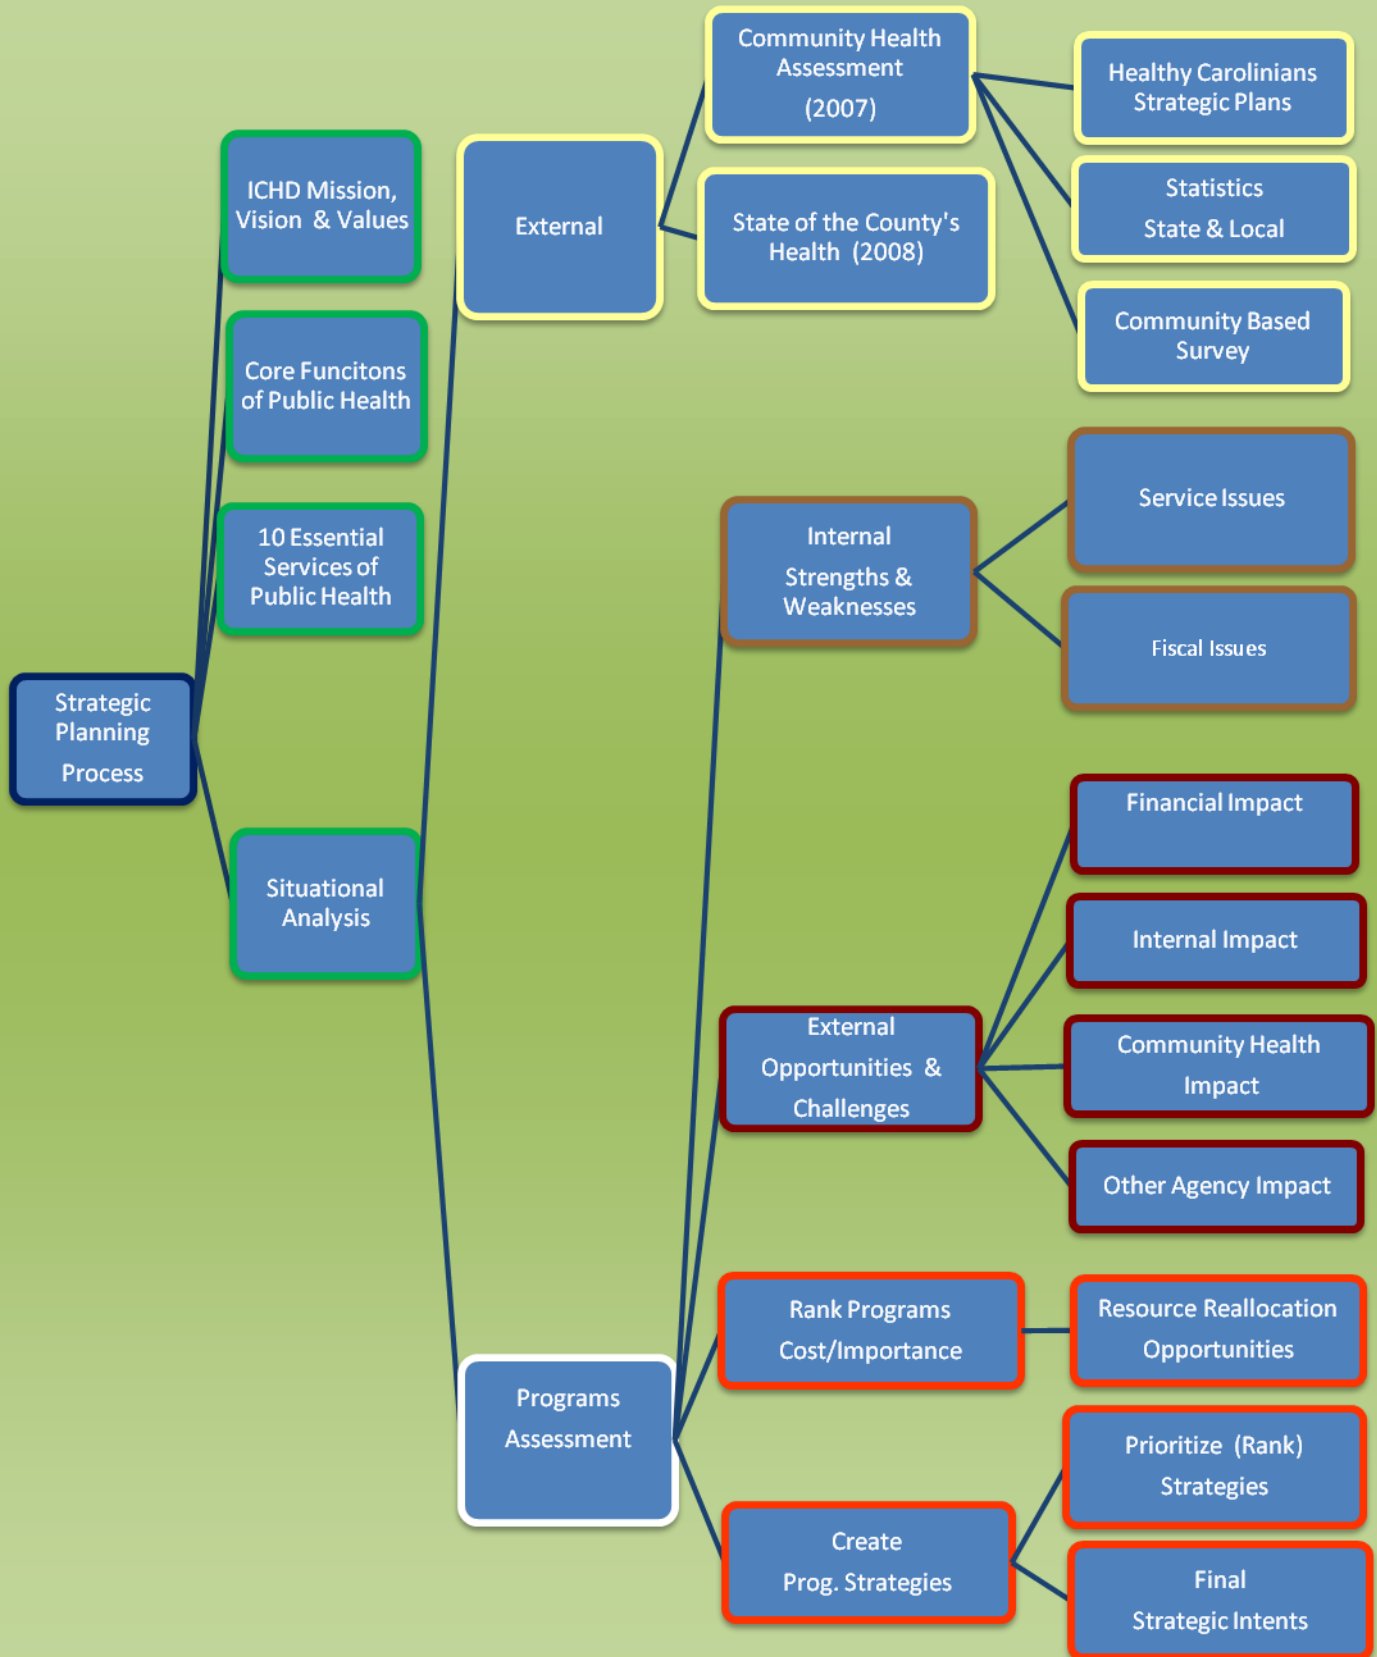 Strategic
Planning
Process
ICHD Mission,
Vision & Values
Core Funcitons
of Public Health
10 Essential
Services of
Public Health
Situational
Analysis
External
Community Health
Assessment
(2007)
State of the County's
Health (2008)
Healthy Carolinians
Strategic Plans
Statistics
State & Local
Community Based
Survey
Programs
Assessment
Internal
Strengths &
Weaknesses
Service Issues
Fiscal Issues
External
Opportunities &
Challenges
Financial Impact
Internal Impact
Community Health
Impact
Other Agency Impact
Rank Programs
Cost/Importance
Resource Reallocation
Opportunities
Create
Prog. Strategies
Prioritize (Rank)
Strategies
Final
Strategic Intents